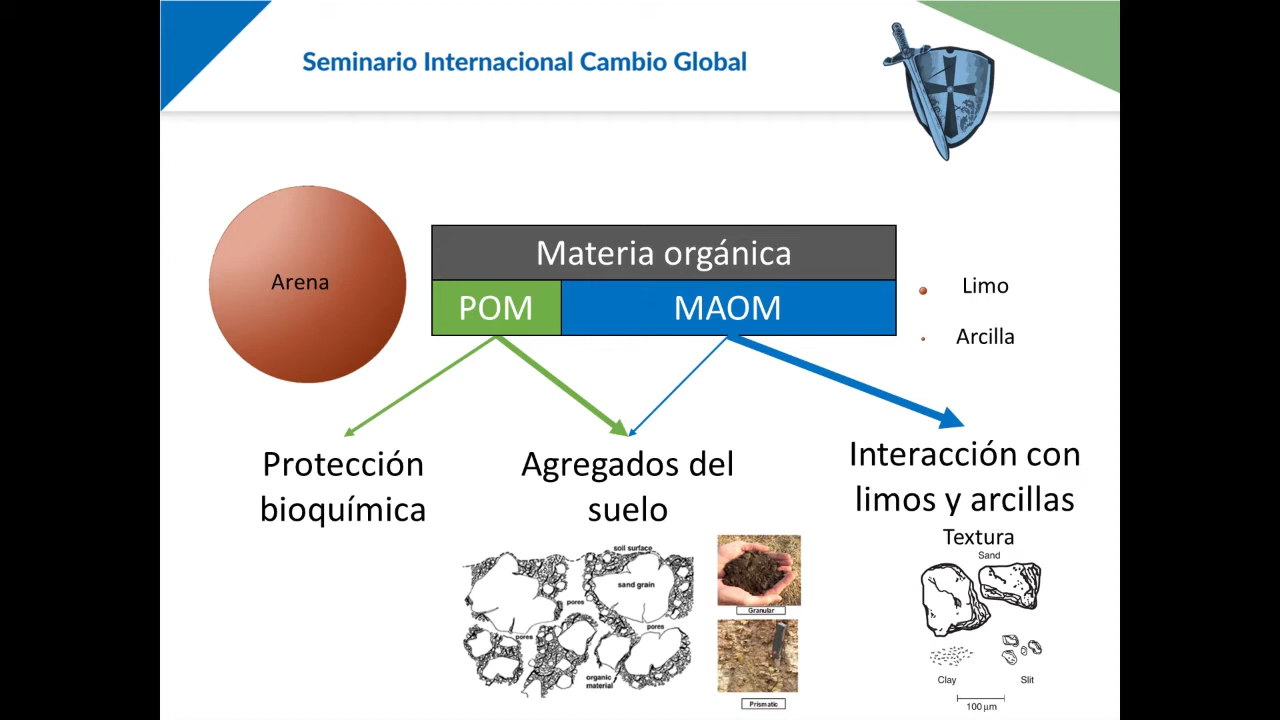 Seminario Internacional Cambio Global
Arena
Materia orgánica
POM
MAOM
Limo
Arcilla
Protección
bioquímica
Agregados del
suelo
Interacción con
limos y arcillas
Textura
soil surface
sand grain
pores
pores
pores
organic
material
Granular
Prismatic
Sand
Clay
Slit
100 µm